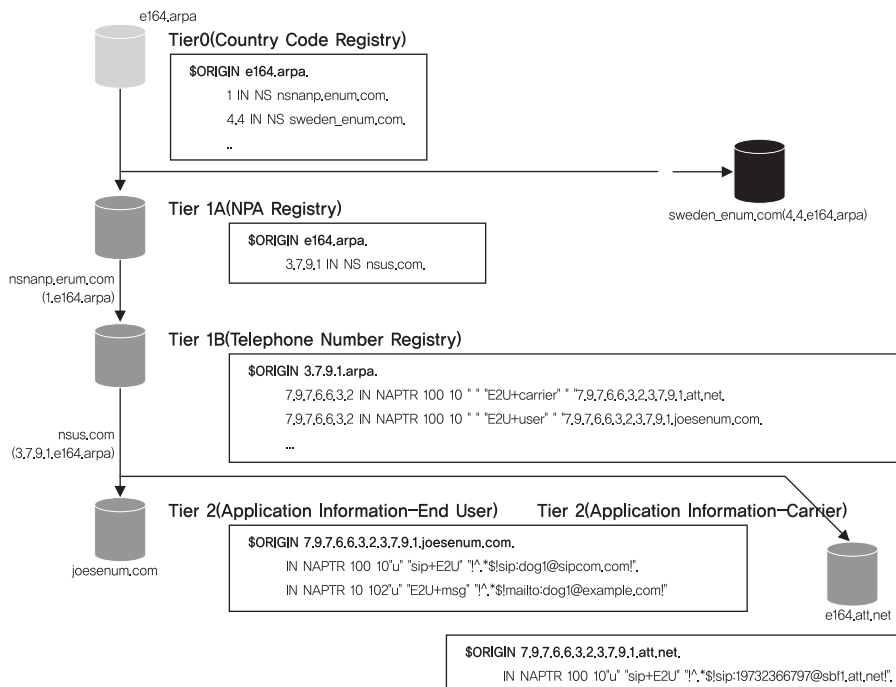 e164.arpa
Tier0(Country Code Registry)
$ORIGIN e164.arpa.
1 IN NS nsnanp.enum.com.
4.4 IN NS sweden_enum.com.
..
sweden_enum.com(4.4.e164.arpa)
Tier 1A(NPA Registry)
$ORIGIN e164.arpa.
3.7.9.1 IN NS nsus.com.
nsnanp.erum.com
(1.e164.arpa)
Tier 1B(Telephone Number Registry)
$ORIGIN 3.7.9.1.arpa.
7.9.7.6.6.3.2 IN NAPTR 100 10 " " "E2U+carrier" " "7.9.7.6.6.3.2.3.7.9.1.att.net.
7.9.7.6.6.3.2 IN NAPTR 100 10 " " "E2U+user" " "7.9.7.6.6.3.2.3.7.9.1.joesenum.com.
...
nsus.com
(3.7.9.1.e164.arpa)
Tier 2(Application Information-End User)
Tier 2(Application Information-Carrier)
$ORIGIN 7.9.7.6.6.3.2.3.7.9.1.joesenum.com.
IN NAPTR 100 10"u" "sip+E2U" "!^.*$!sip:dog1@sipcom.com!".
IN NAPTR 10 102"u" "E2U+msg" "!^.*$!mailto:dog1@example.com!"
joesenum.com
e164.att.net
$ORIGIN 7.9.7.6.6.3.2.3.7.9.1.att.net.
IN NAPTR 100 10"u" "sip+E2U" "!^.*$!sip:19732366797@sbf1.att.net!".